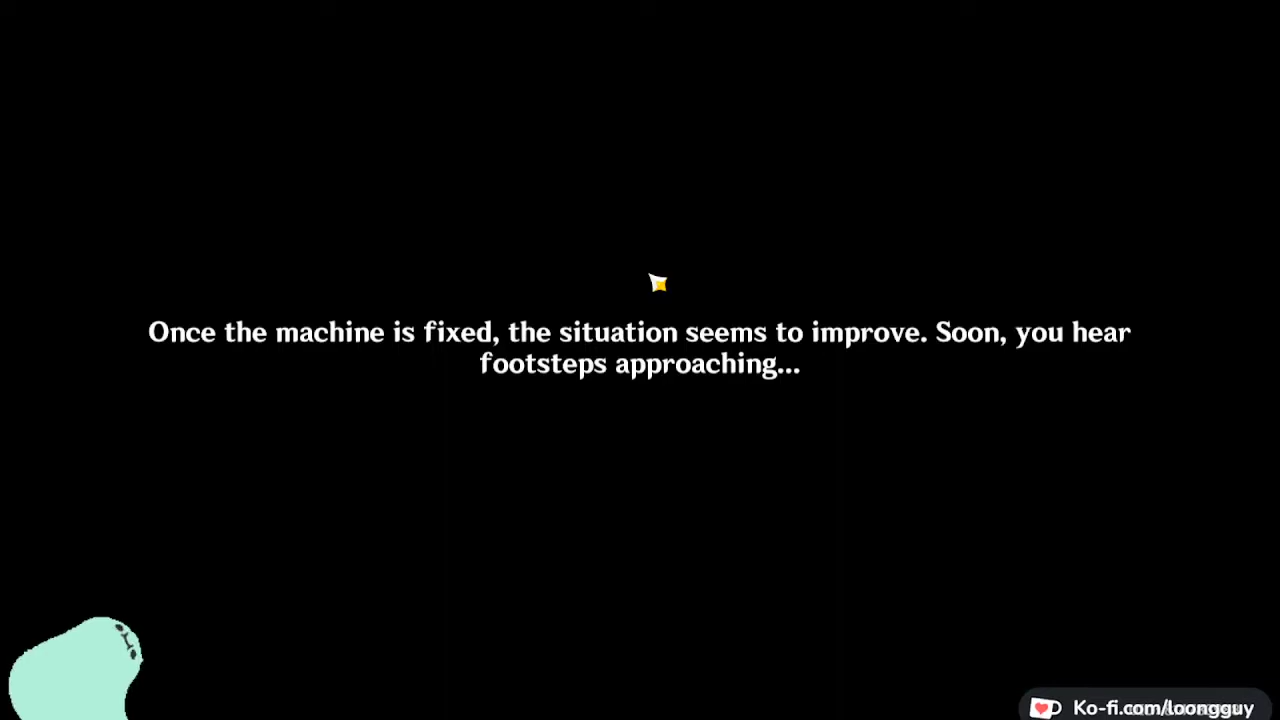 Once the machine is fixed, the situation seems to improve. Soon, you hear
footsteps approaching...
Ko-fi.com/loongguy